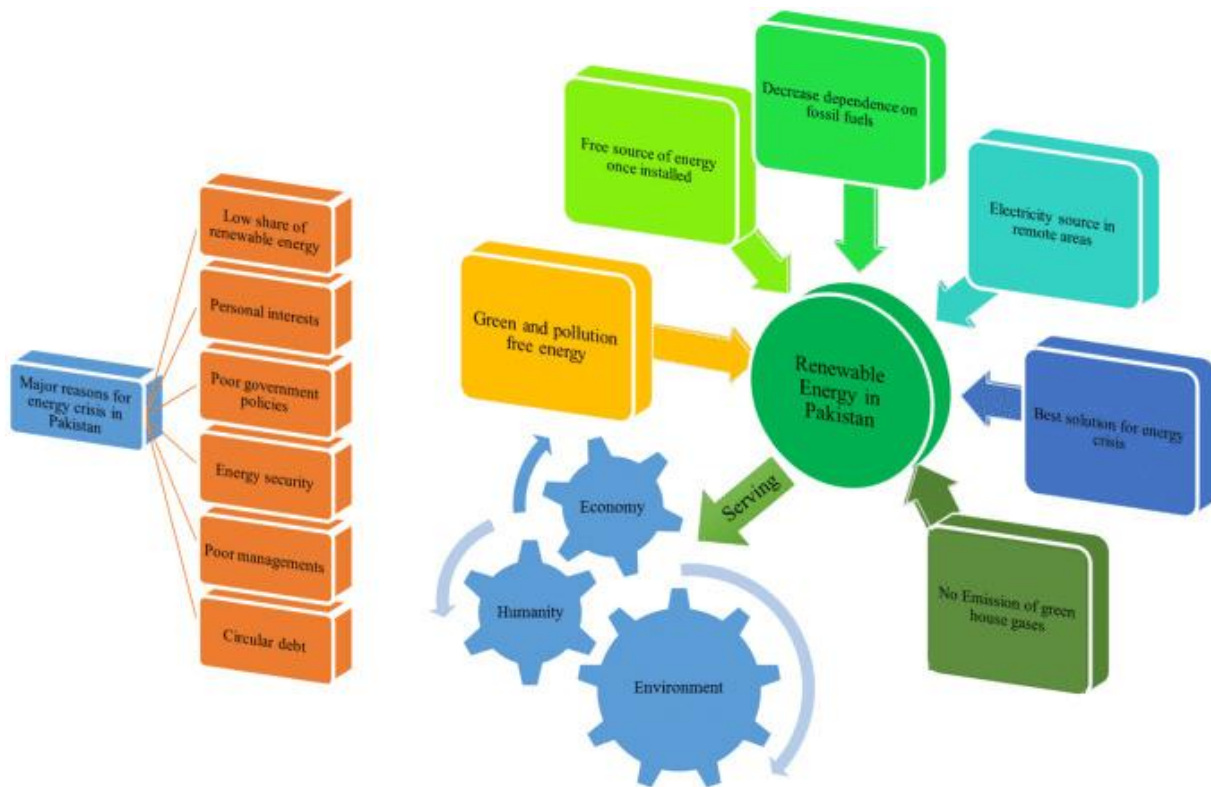 Major reasons for
energy crisis in
Pakistan
Low share of
renewable energy
Personal interests
Poor government
policies
Energy security
Poor managements
Circular debt
Green and pollution
free energy
Free source of energy
once installed
Decrease dependence on
fossil fuels
Electricity source in
remote areas
Best solution for energy
crisis
No Emission of green
house gases
Renewable
Energy in
Pakistan
Serving
Economy
Humanity
Environment